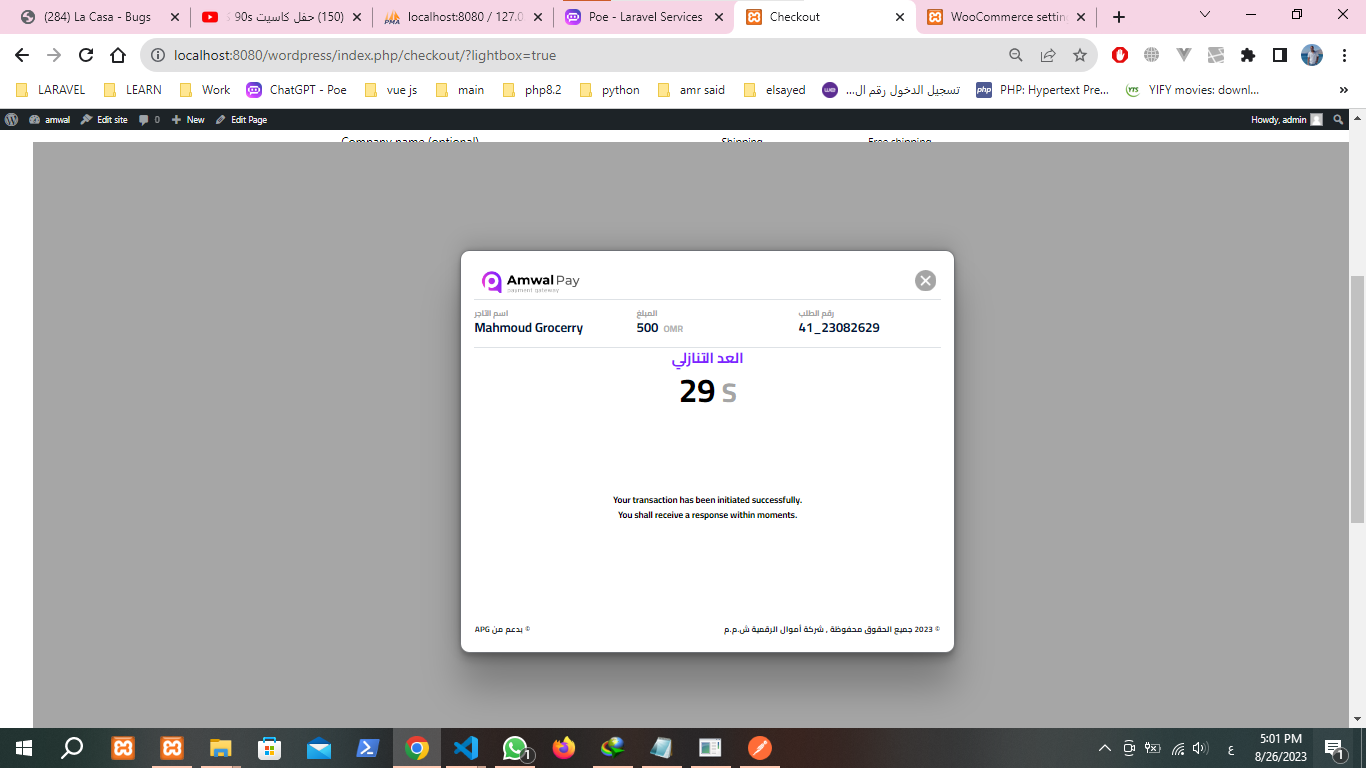 (284) La Casa - Bugs
(150) حفل كاسيت 90s
localhost:8080 / 127.0
Poe - Laravel Services
Checkout
WooCommerce settin
localhost:8080/wordpress/index.php/checkout/?lightbox=true
LARAVEL
LEARN
Work
ChatGPT - Poe
vue js
main
php8.2
python
amr said
elsayed
تسجيل الدخول رقم ال...
PHP: Hypertext Pre...
YIFY movies: downl...
»
amwal
Edit site
0
New
Edit Page
Howdy, admin
Company name (optional)
Shipping
Free shipping
Amwal Pay
payment gateway
اسم التاجر
Mahmoud Grocerry
المبلغ
500 OMR
رقم الطلب
41_23082629
العد التنازلي
29 S
Your transaction has been initiated successfully.
You shall receive a response within moments.
© بدعم من APG
© 2023 جميع الحقوق محفوظة , شركة أموال الرقمية ش.م.م
ع
5:01 PM
8/26/2023
1
1